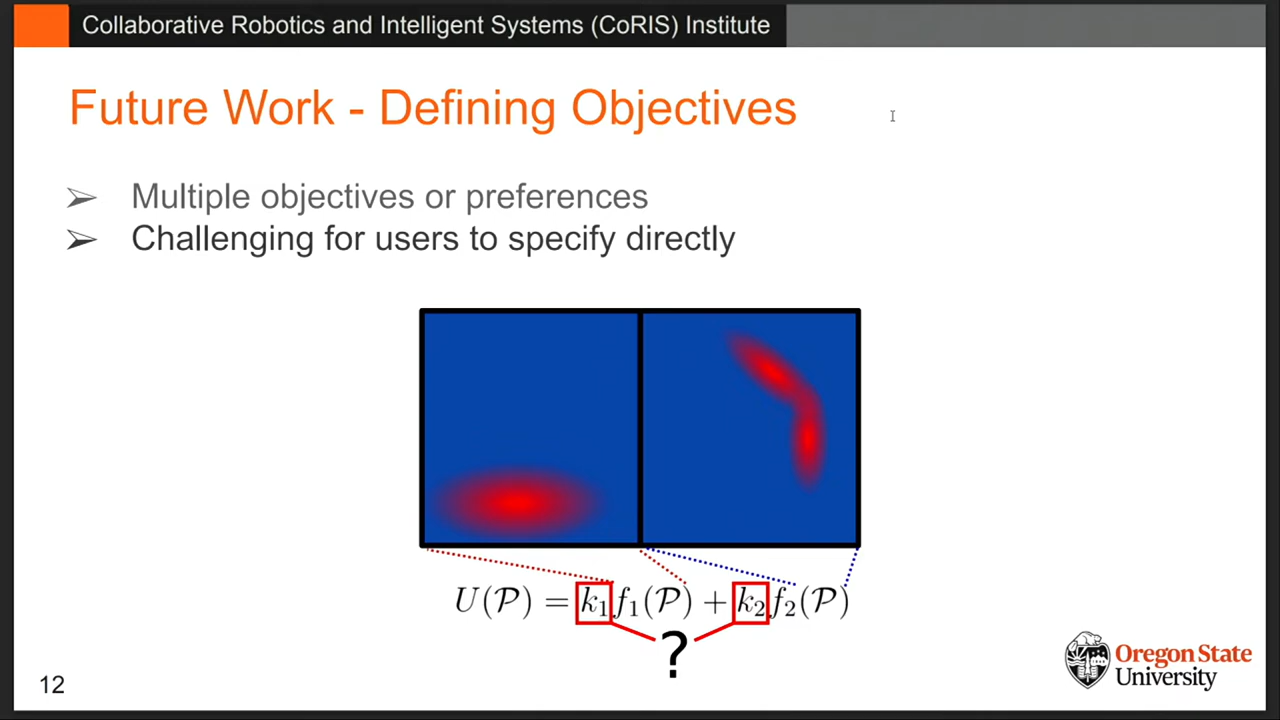 Collaborative Robotics and Intelligent Systems (CoRIS) Institute
Future Work - Defining Objectives
➢ Multiple objectives or preferences
➢ Challenging for users to specify directly
U(𝒫) = k₁f₁(𝒫) + k₂f₂(𝒫)
?
Oregon State
University
12